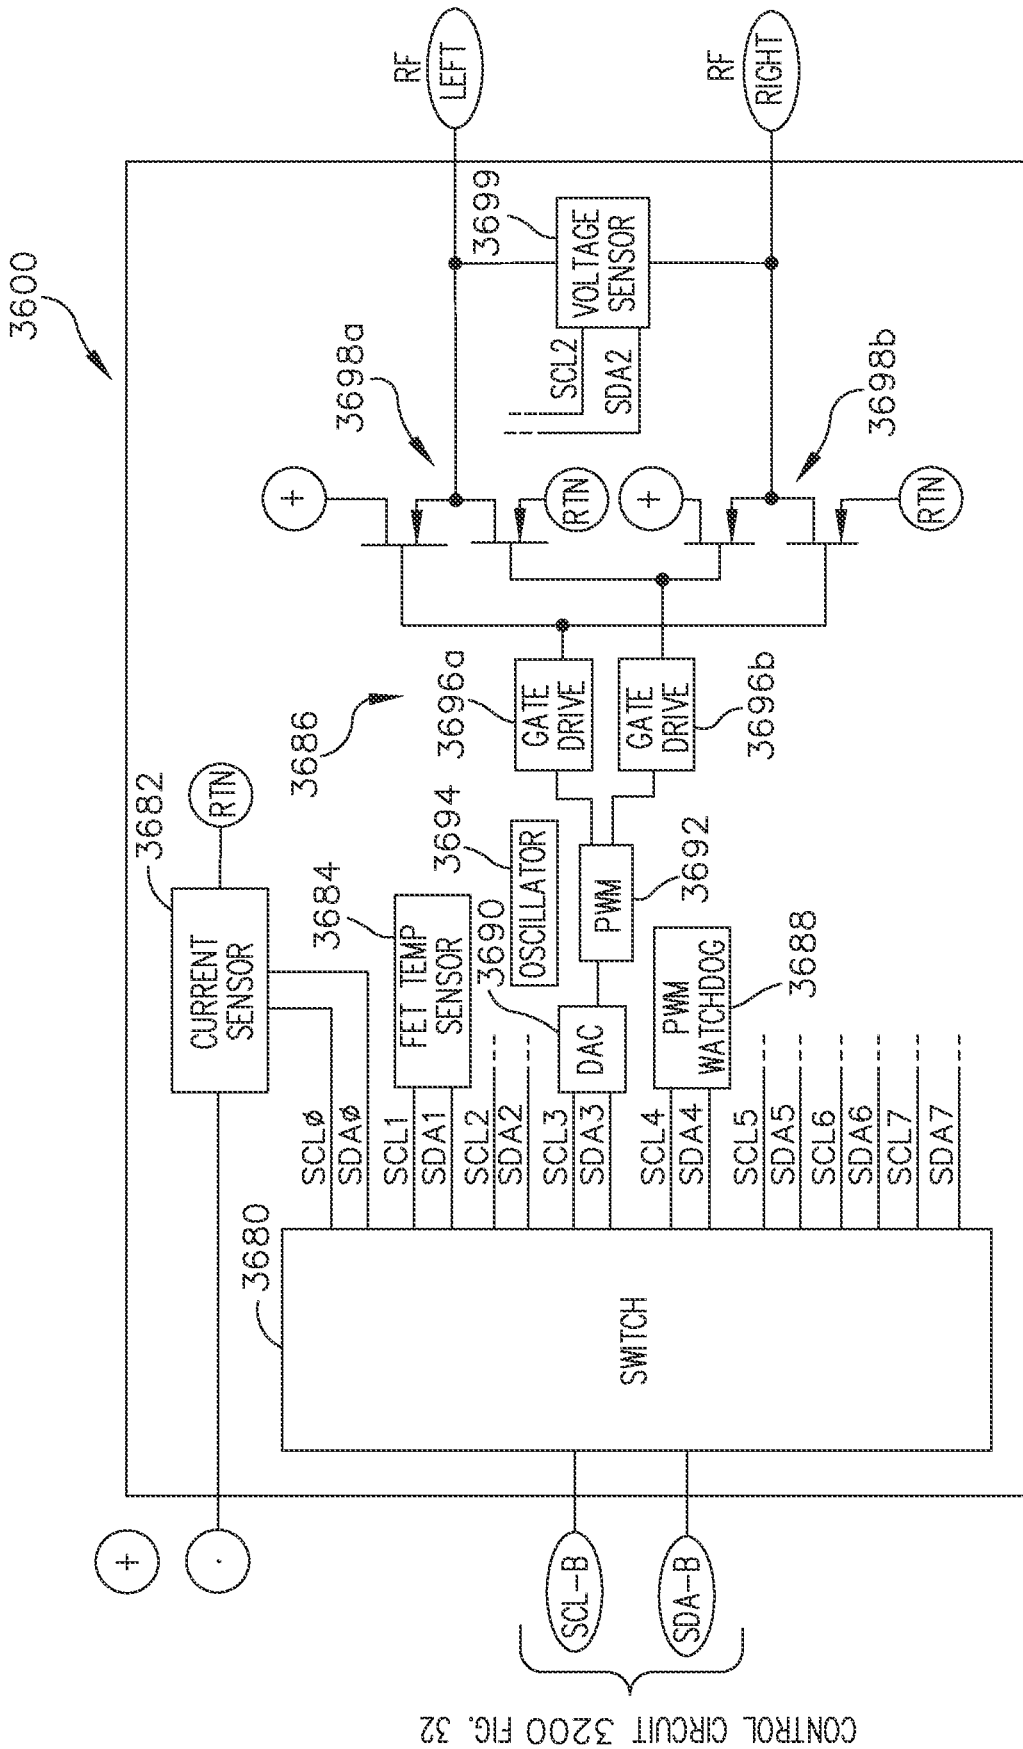 3600
CONTROL CIRCUIT 3200 FIG. 32
+
-
SCL-B
SDA-B
3680
SWITCH
3682
CURRENT
SENSOR
RTN
SCLØ
SDAØ
SCL1
SDA1
SCL2
SDA2
SCL3
SDA3
SCL4
SDA4
SCL5
SDA5
SCL6
SDA6
SCL7
SDA7
3684
FET TEMP
SENSOR
3694
OSCILLATOR
3690
DAC
PWM
3692
PWM
WATCHDOG
3688
3686
3696a
GATE
DRIVE
GATE
DRIVE
3696b
3698a
+
RTN
+
RTN
3698b
3699
VOLTAGE
SENSOR
SCL2
SDA2
RF
LEFT
RF
RIGHT